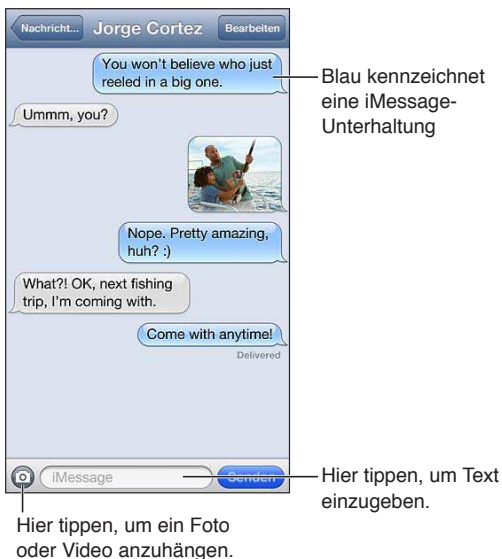 Nachricht... Jorge Cortez Bearbeiten
You won't believe who just
reeled in a big one.
Blau kennzeichnet
eine iMessage-
Unterhaltung
Ummm, you?
Nope. Pretty amazing,
huh? :)
What?! OK, next fishing
trip, I'm coming with.
Come with anytime!
Delivered
iMessage Senden
Hier tippen, um Text
einzugeben.
Hier tippen, um ein Foto
oder Video anzuhängen.